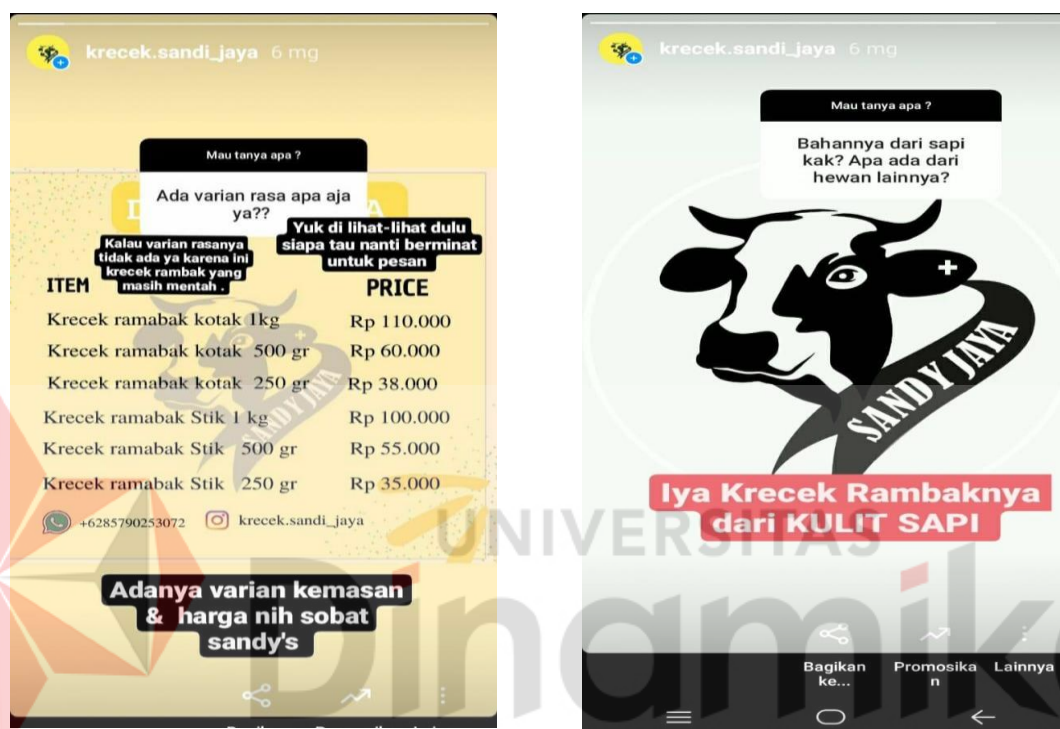 krecek.sandi_jaya 6 mg
Mau tanya apa ?
Ada varian rasa apa aja
ya??
Kalau varian rasanya
tidak ada ya karena ini
krecek rambak yang
masih mentah .
Yuk di lihat-lihat dulu
siapa tau nanti berminat
untuk pesan
ITEM PRICE
Krecek ramabak kotak 1kg Rp 110.000
Krecek ramabak kotak 500 gr Rp 60.000
Krecek ramabak kotak 250 gr Rp 38.000
Krecek ramabak Stik 1 kg Rp 100.000
Krecek ramabak Stik 500 gr Rp 55.000
Krecek ramabak Stik 250 gr Rp 35.000
SANDY JAYA
+6285790253072 krecek.sandi_jaya
Adanya varian kemasan
& harga nih sobat
sandy's
krecek.sandi_jaya 6 mg
Mau tanya apa ?
Bahannya dari sapi
kak? Apa ada dari
hewan lainnya?
SANDY JAYA
Iya Krecek Rambaknya
dari KULIT SAPI
Bagikan
ke...
Promosika
n
Lainnya
UNIVERSITAS
Dinamik